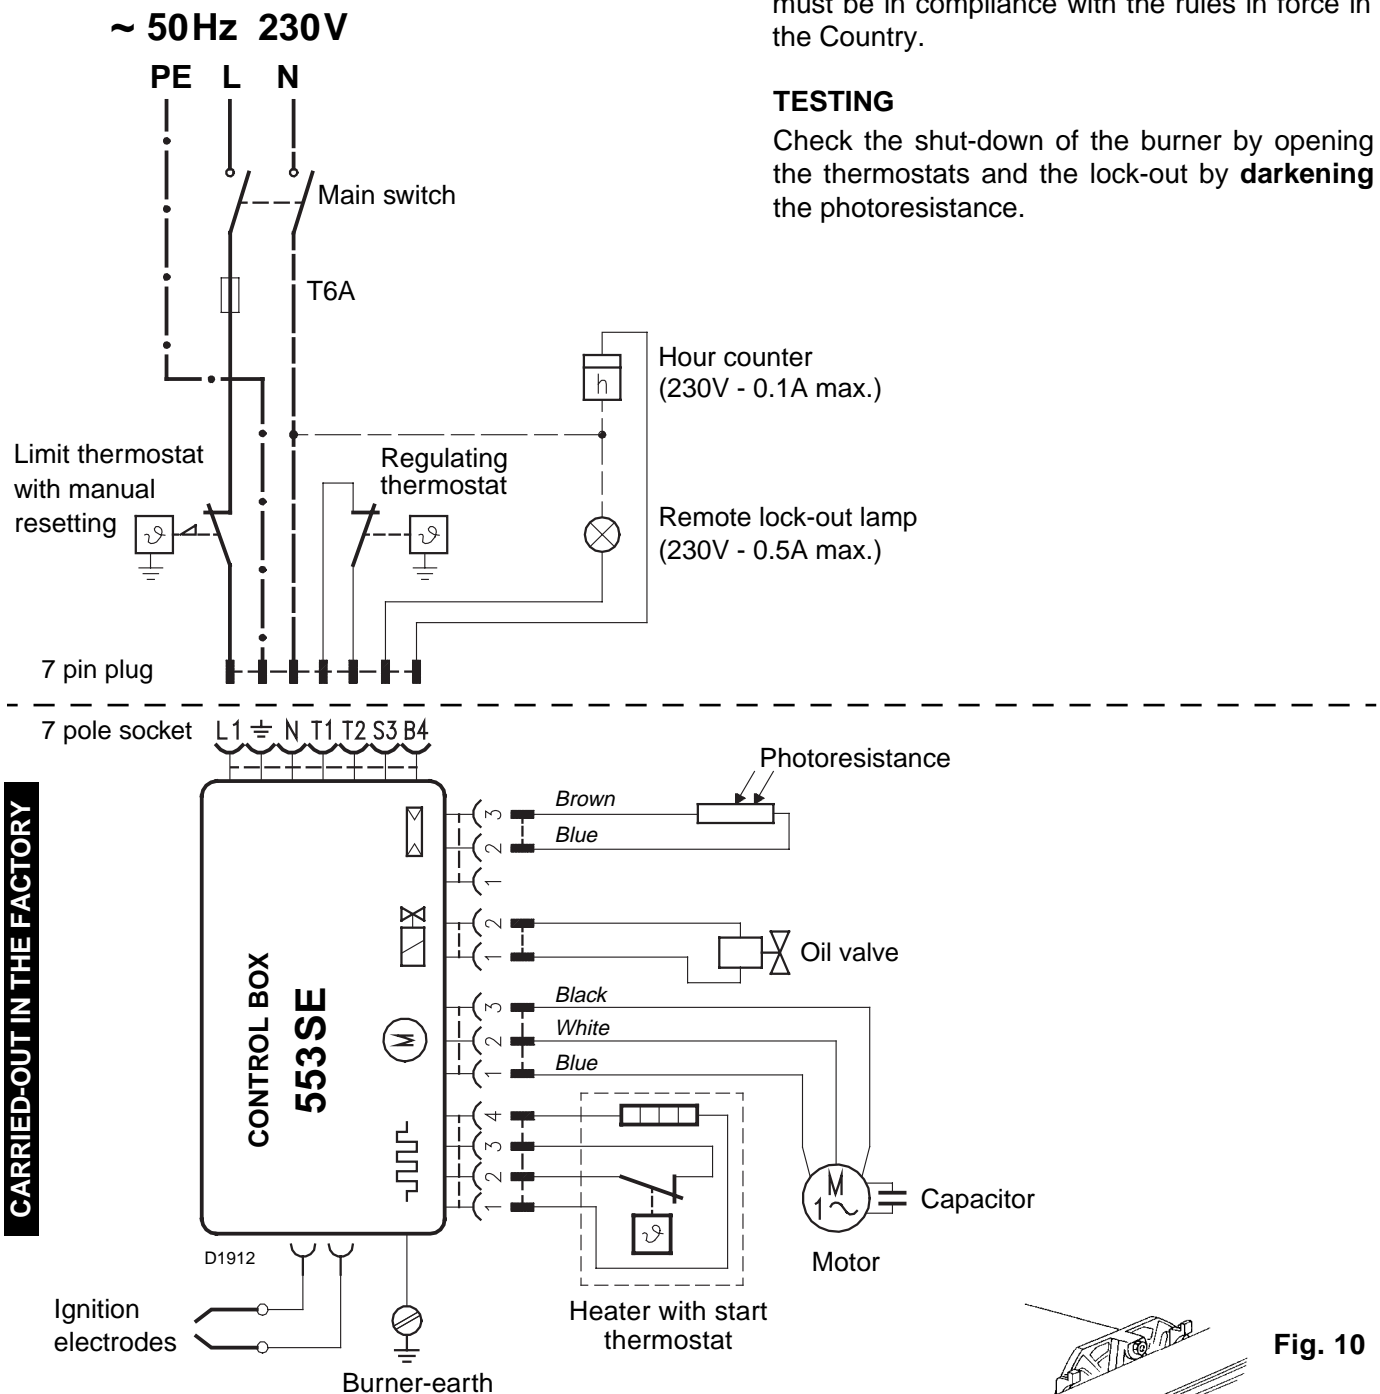 must be in compliance with the rules in force in
the Country.
TESTING
Check the shut-down of the burner by opening
the thermostats and the lock-out by darkening
the photoresistance.
~ 50Hz 230V
PE L N
Main switch
T6A
h
Hour counter
(230V - 0.1A max.)
Limit thermostat
with manual
resetting
ϑ
Regulating
thermostat
ϑ
Remote lock-out lamp
(230V - 0.5A max.)
7 pin plug
7 pole socket
L1 N T1 T2 S3 B4
CARRIED-OUT IN THE FACTORY
CONTROL BOX
553SE
M
3
2
1
2
1
3
2
1
4
3
2
1
Brown
Blue
Photoresistance
Oil valve
Black
White
Blue
ϑ
M
1~
Capacitor
Motor
Heater with start
thermostat
D1912
Ignition
electrodes
Burner-earth
Fig. 10